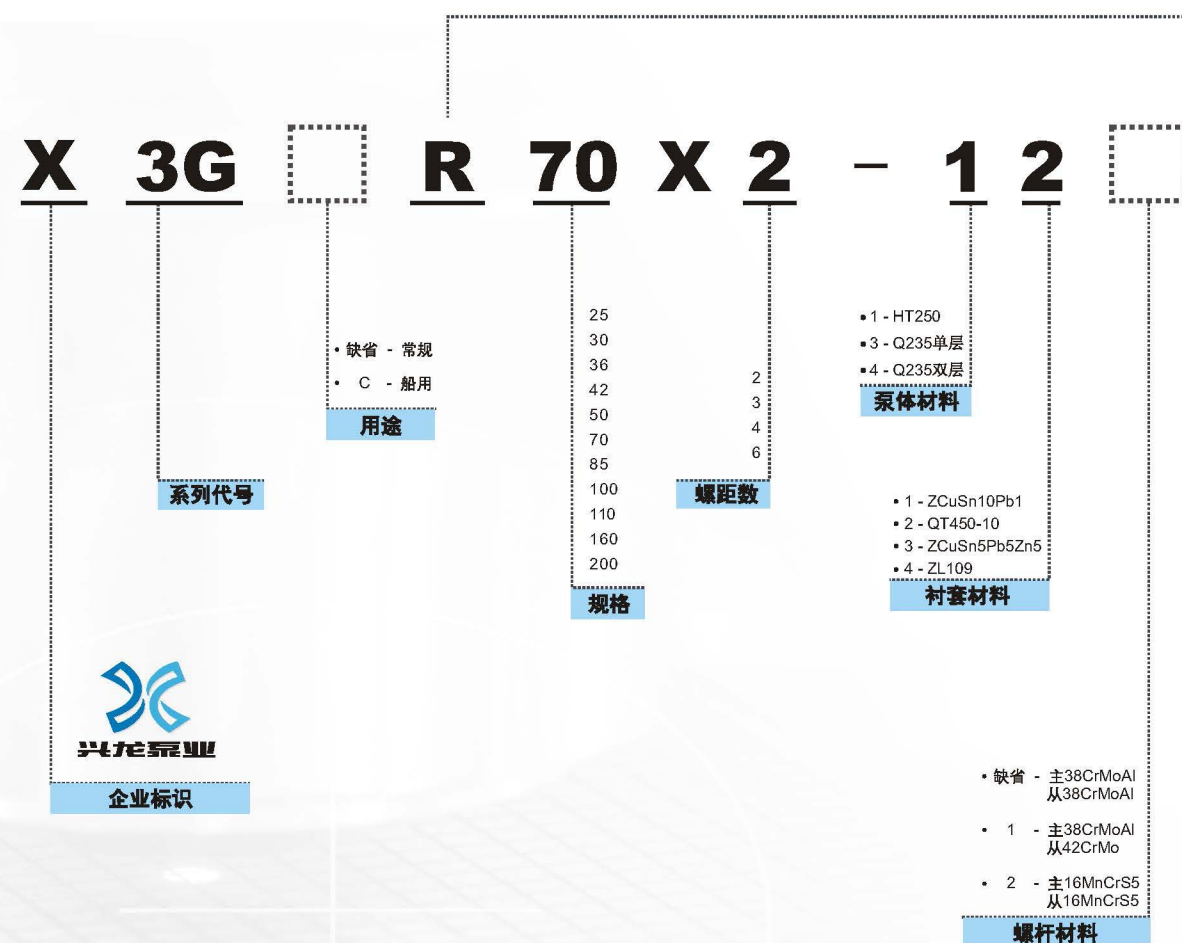 X 3G R 70 X 2 - 1 2
25
30
36
42
50
70
85
100
110
160
200
规格
• 缺省 - 常规
• C - 船用
用途
系列代号
2
3
4
6
螺距数
• 1 - HT250
• 3 - Q235单层
• 4 - Q235双层
泵体材料
• 1 - ZCuSn10Pb1
• 2 - QT450-10
• 3 - ZCuSn5Pb5Zn5
• 4 - ZL109
衬套材料
兴龙泵业
企业标识
• 缺省 - 主38CrMoAl
从38CrMoAl
• 1 - 主38CrMoAl
从42CrMo
• 2 - 主16MnCrS5
从16MnCrS5
螺杆材料